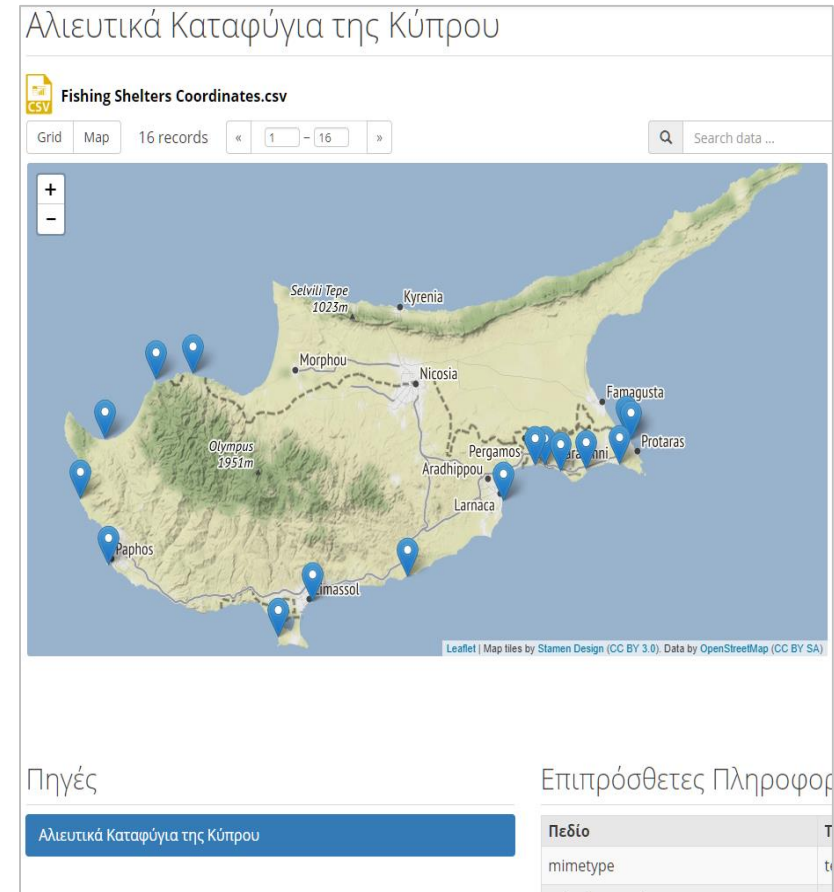 Αλιευτικά Καταφύγια της Κύπρου
CSV
Fishing Shelters Coordinates.csv
Grid Map 16 records « 1 – 16 » Search data ...
+
−
Selvili Tepe
1023m
Kyrenia
Morphou
Nicosia
Famagusta
Olympus
1951m
Pergamos
Protaras
Aradhippou
Larnaca
Paphos
Limassol
Leaflet | Map tiles by Stamen Design (CC BY 3.0). Data by OpenStreetMap (CC BY SA)
Πηγές
Επιπρόσθετες Πληροφορ
Αλιευτικά Καταφύγια της Κύπρου
Πεδίο
mimetype